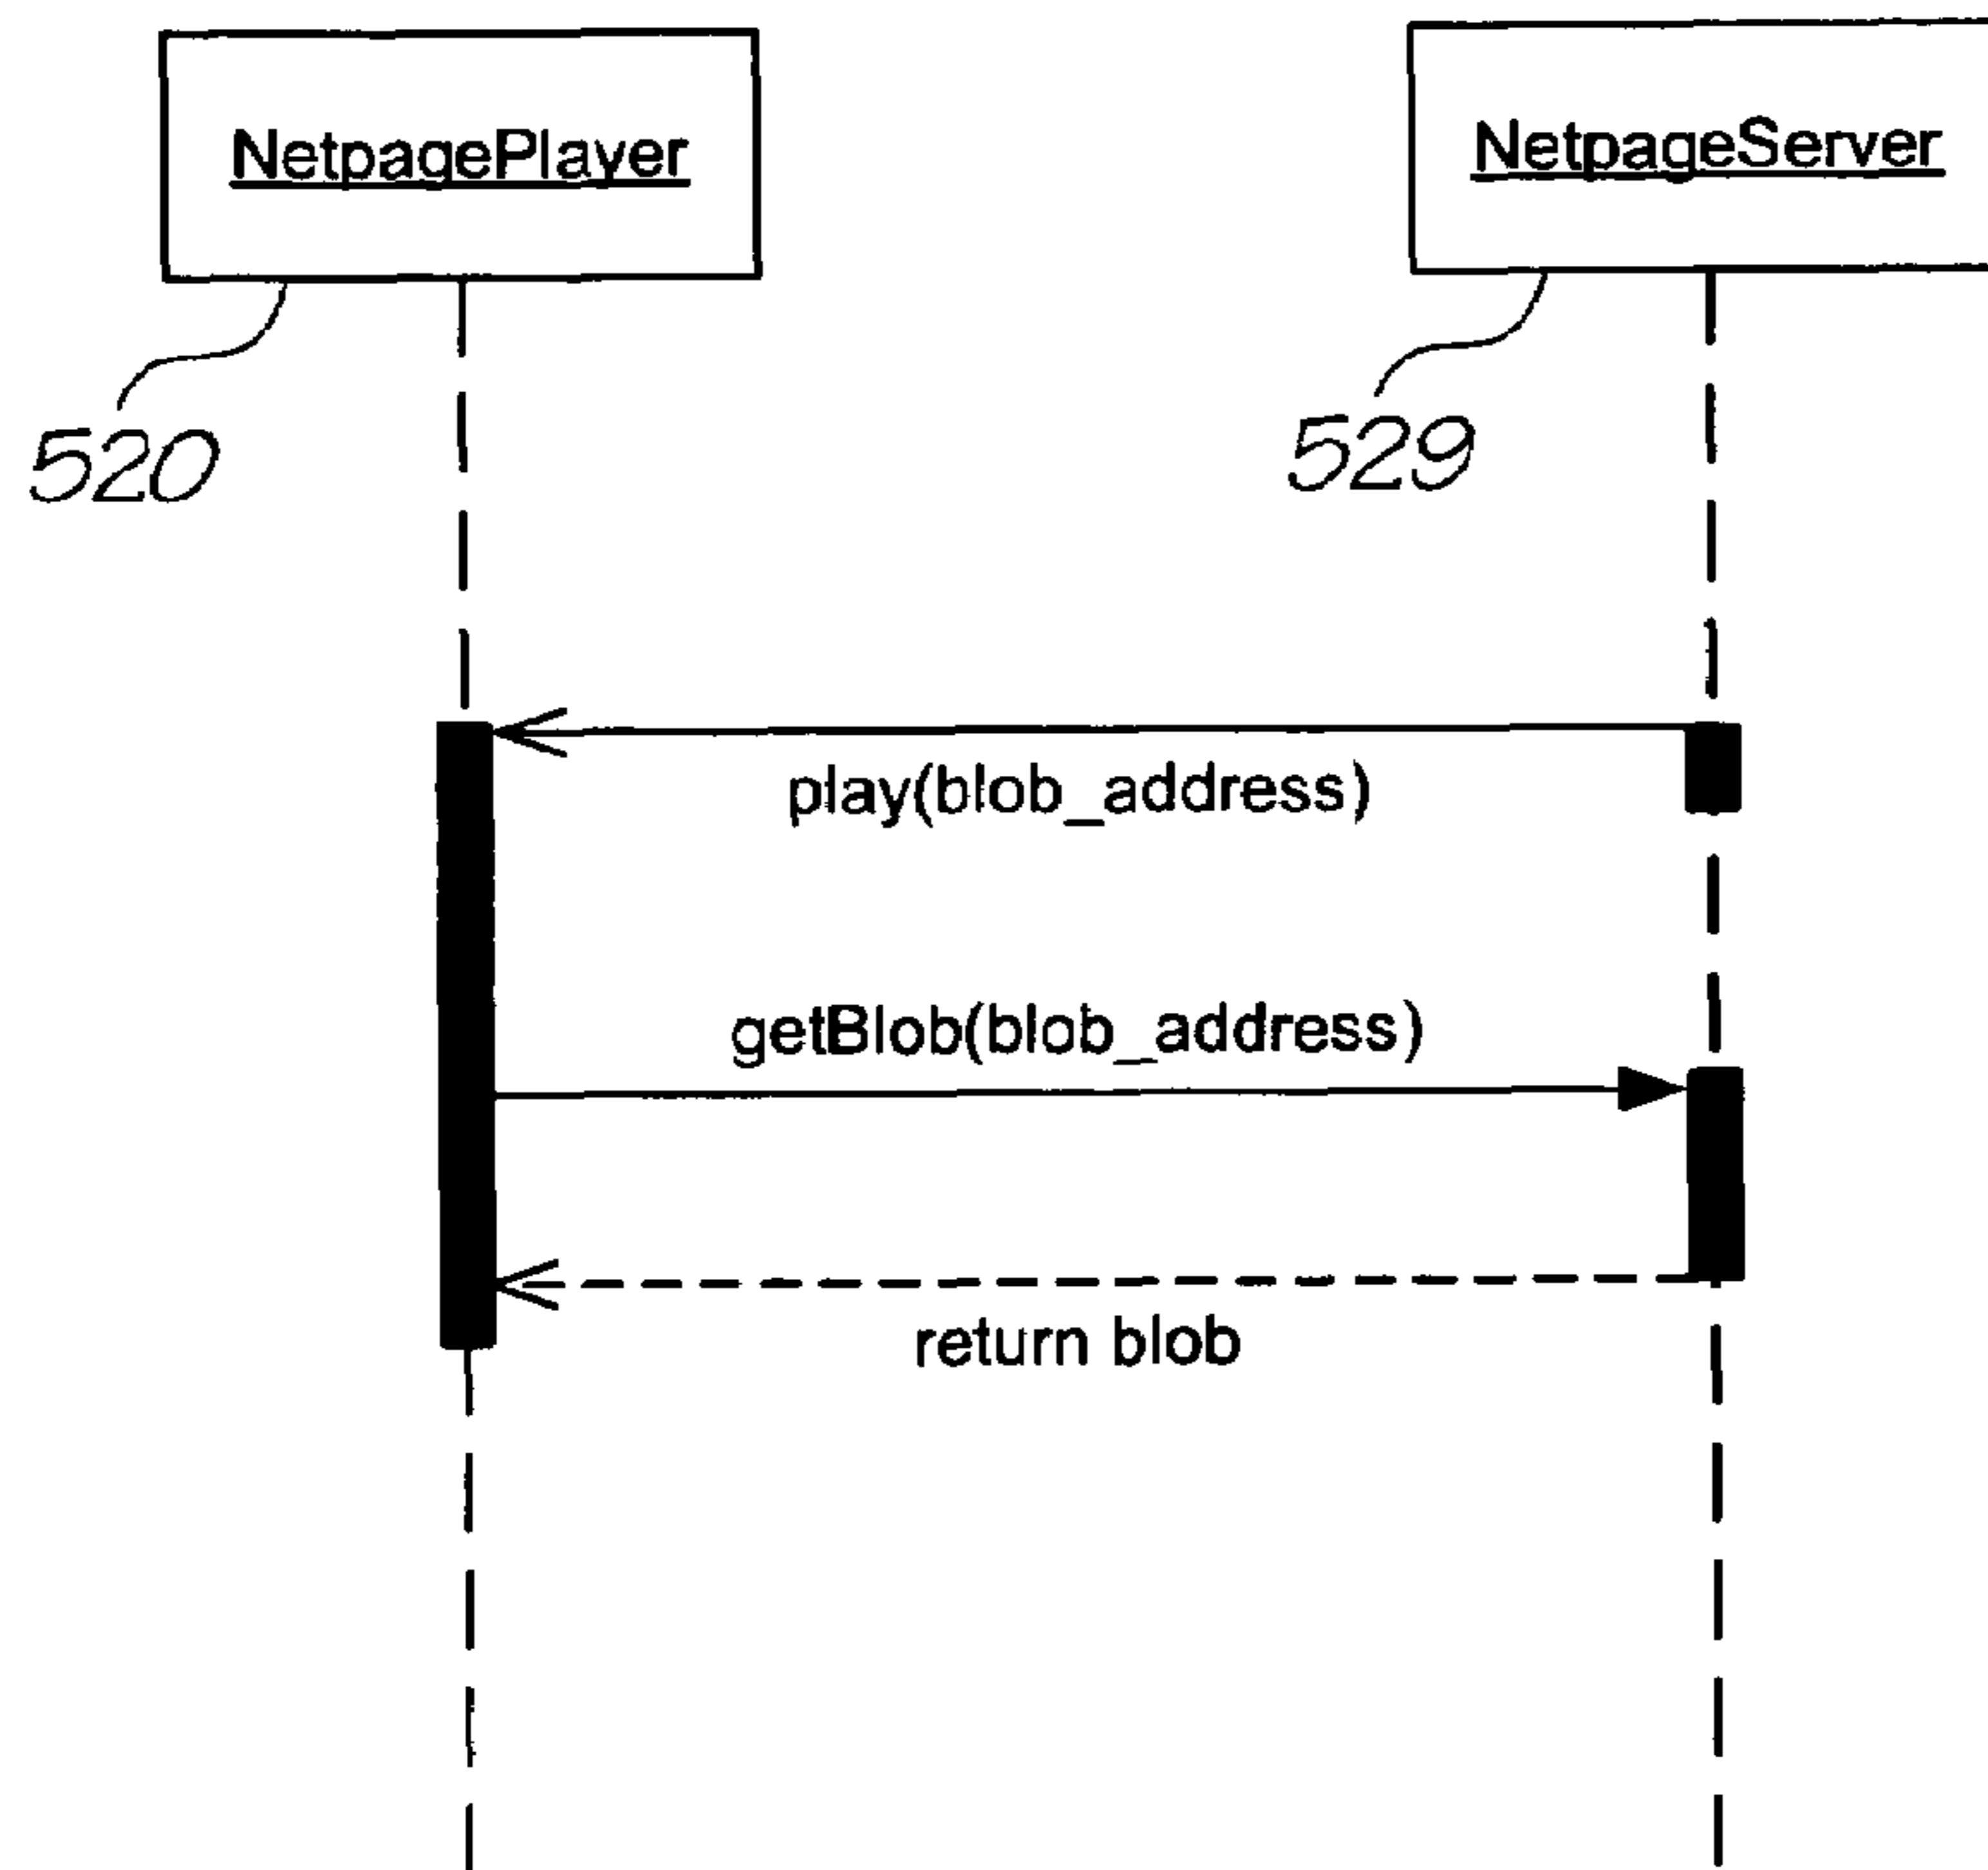 NetpagePlayer
NetpageServer
520
529
play(blob_address)
getBlob(blob_address)
return blob